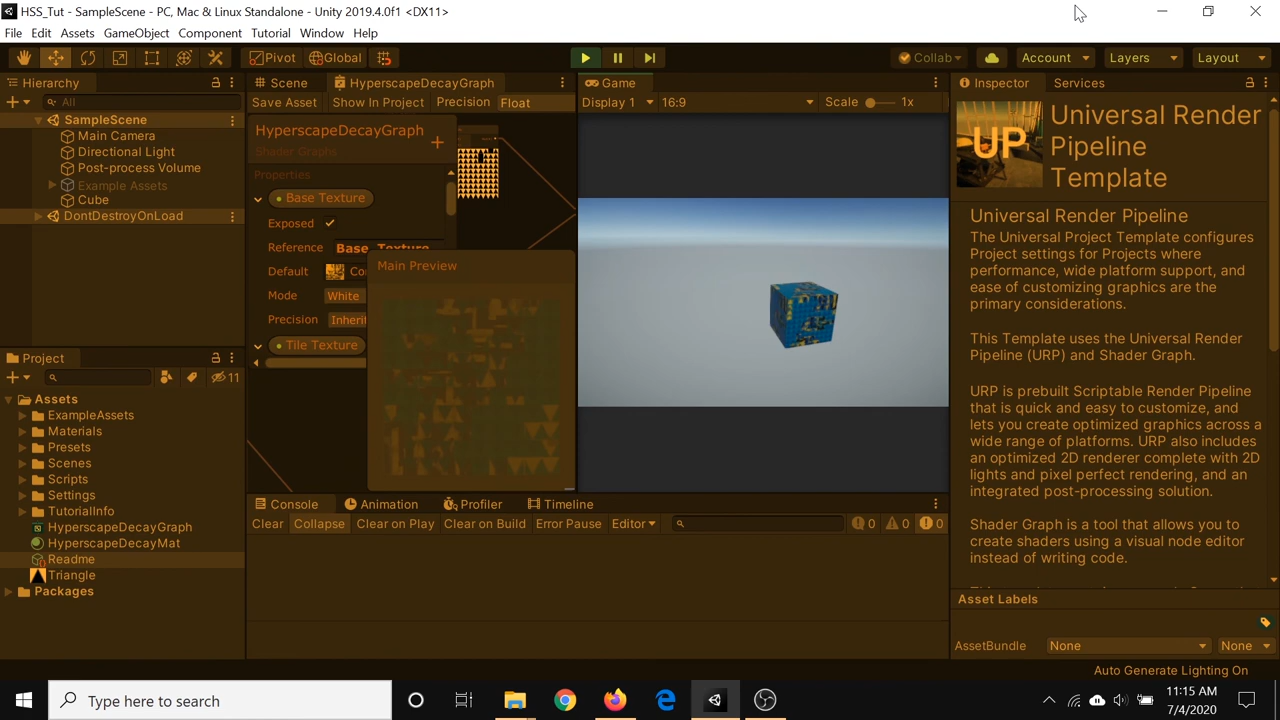 HSS_Tut - SampleScene - PC, Mac & Linux Standalone - Unity 2019.4.0f1 <DX11>
File Edit Assets GameObject Component Tutorial Window Help
Pivot Global Collab Account Layers Layout
Hierarchy
All
SampleScene
Main Camera
Directional Light
Post-process Volume
Example Assets
Cube
DontDestroyOnLoad
Scene HyperscapeDecayGraph
Save Asset Show In Project Precision Float
HyperscapeDecayGraph
Shader Graphs
Properties
Base Texture
Exposed
Reference Base_Texture
Default
Mode White
Precision Inherit
Tile Texture
Main Preview
Game
Display 1 16:9 Scale 1x
Inspector Services
UP
Universal Render
Pipeline
Template
Universal Render Pipeline
The Universal Project Template configures
Project settings for Projects where
performance, wide platform support, and
ease of customizing graphics are the
primary considerations.
This Template uses the Universal Render
Pipeline (URP) and Shader Graph.
URP is prebuilt Scriptable Render Pipeline
that is quick and easy to customize, and
lets you create optimized graphics across a
wide range of platforms. URP also includes
an optimized 2D renderer complete with 2D
lights and pixel perfect rendering, and an
integrated post-processing solution.
Shader Graph is a tool that allows you to
create shaders using a visual node editor
instead of writing code.
Asset Labels
AssetBundle None None
Project
11
Assets
ExampleAssets
Materials
Presets
Scenes
Scripts
Settings
TutorialInfo
HyperscapeDecayGraph
HyperscapeDecayMat
Readme
Triangle
Packages
Console Animation Profiler Timeline
Clear Collapse Clear on Play Clear on Build Error Pause Editor 0 0 0
Auto Generate Lighting On
Type here to search
11:15 AM
7/4/2020